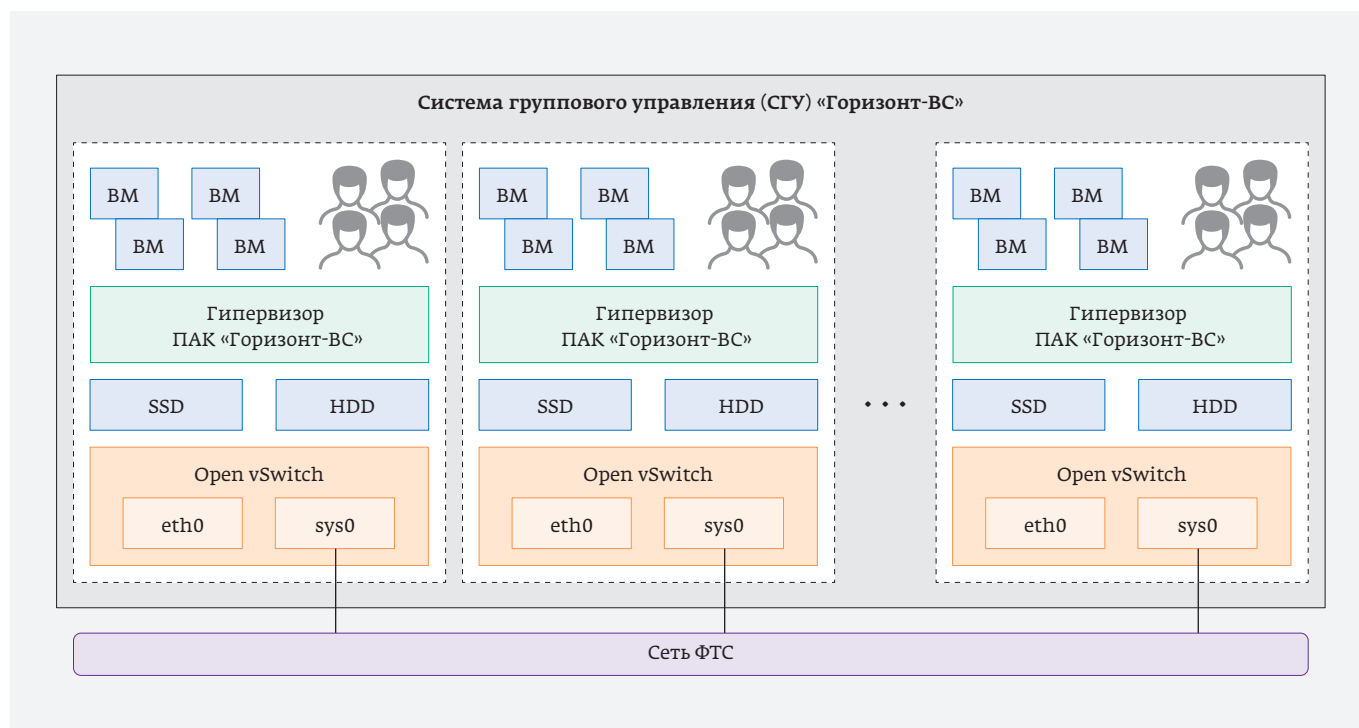 Система группового управления (СГУ) «Горизонт-ВС»
ВМ
ВМ
ВМ
ВМ
Гипервизор
ПАК «Горизонт-ВС»
SSD
HDD
Open vSwitch
eth0
sys0
ВМ
ВМ
ВМ
ВМ
Гипервизор
ПАК «Горизонт-ВС»
SSD
HDD
Open vSwitch
eth0
sys0
...
ВМ
ВМ
ВМ
ВМ
Гипервизор
ПАК «Горизонт-ВС»
SSD
HDD
Open vSwitch
eth0
sys0
Сеть ФТС